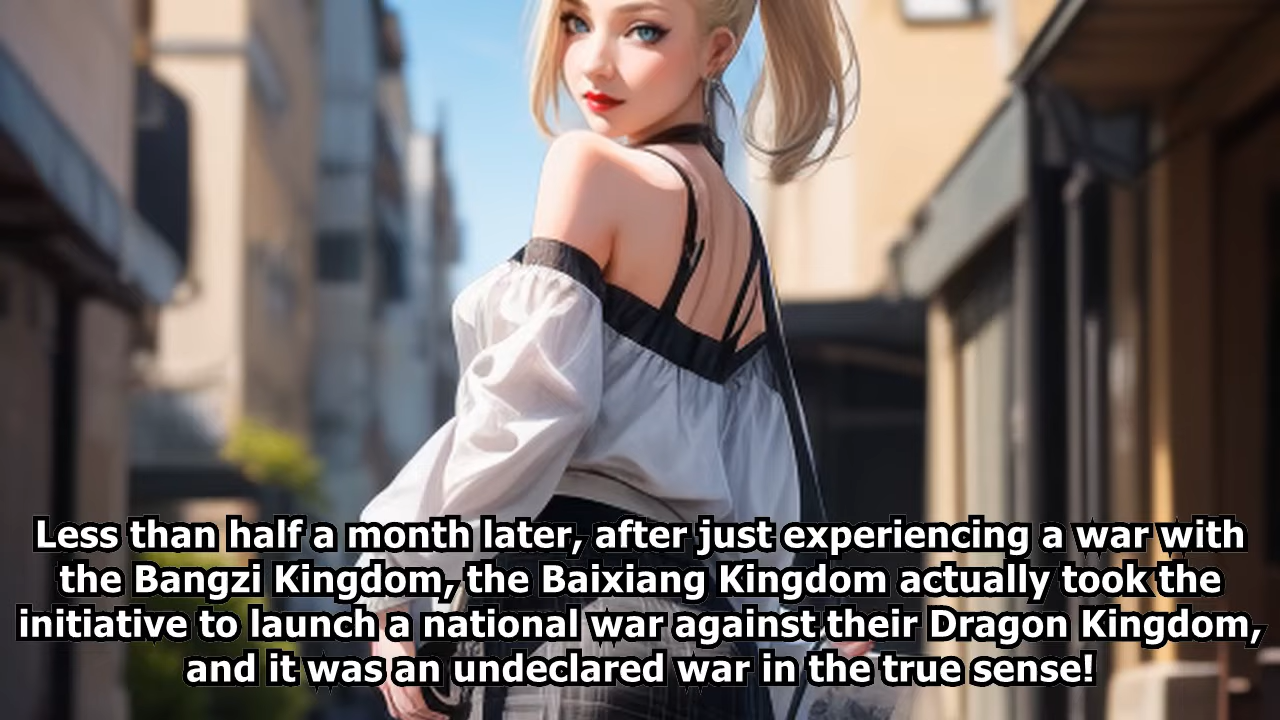 Less than half a month later, after just experiencing a war with
the Bangzi Kingdom, the Baixiang Kingdom actually took the
initiative to launch a national war against their Dragon Kingdom,
and it was an undeclared war in the true sense!